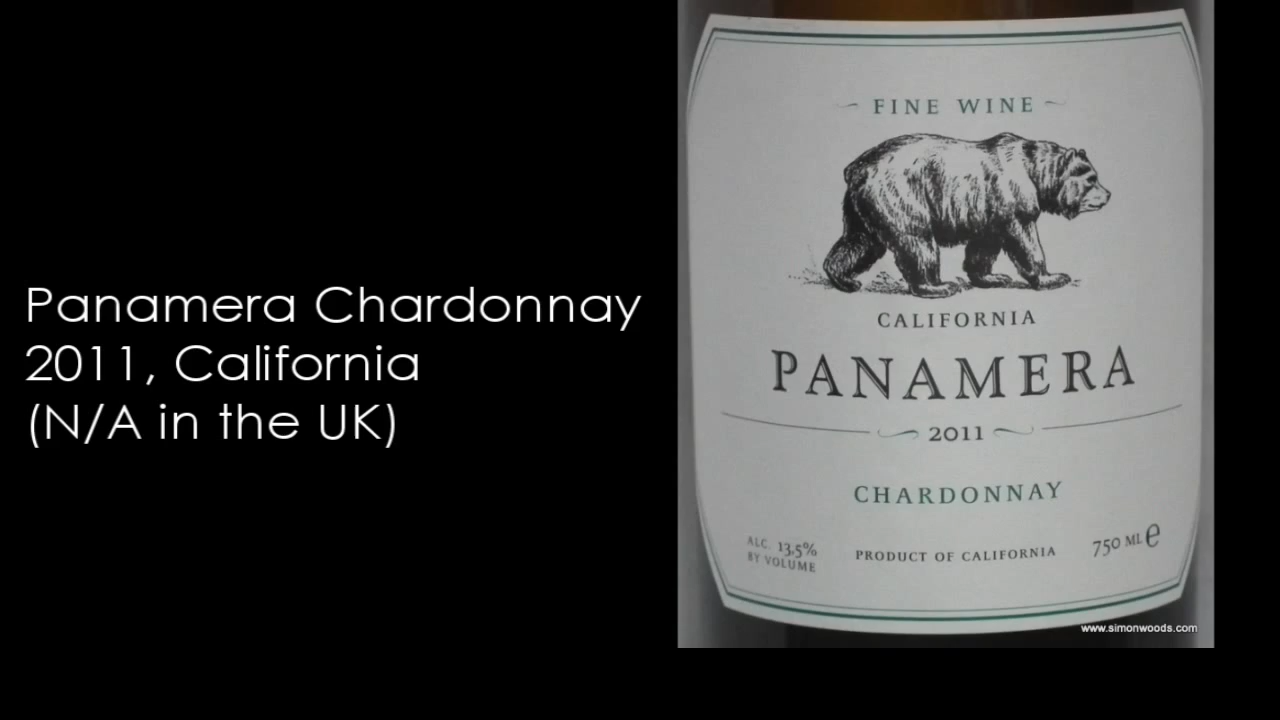 Panamera Chardonnay
2011, California
(N/A in the UK)
FINE WINE
CALIFORNIA
PANAMERA
2011
CHARDONNAY
ALC. 13,5%
BY VOLUME
PRODUCT OF CALIFORNIA
750 ML e
www.simonwoods.com